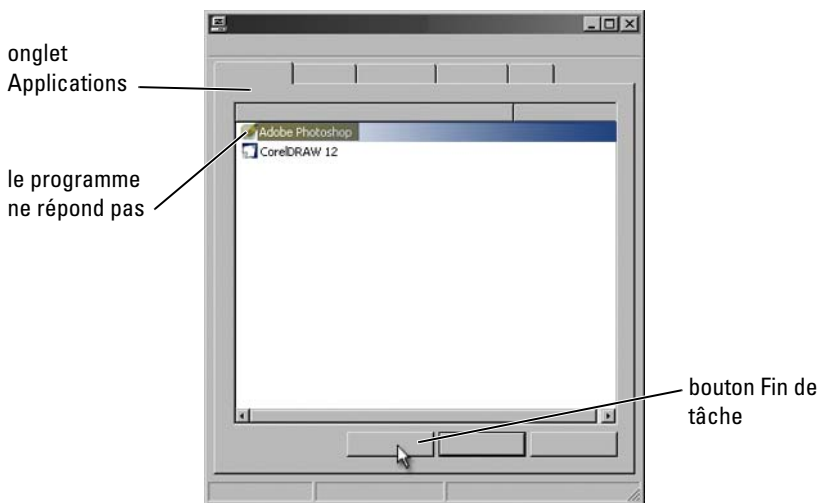 onglet
Applications
Adobe Photoshop
CorelDRAW 12
le programme
ne répond pas
bouton Fin de
tâche